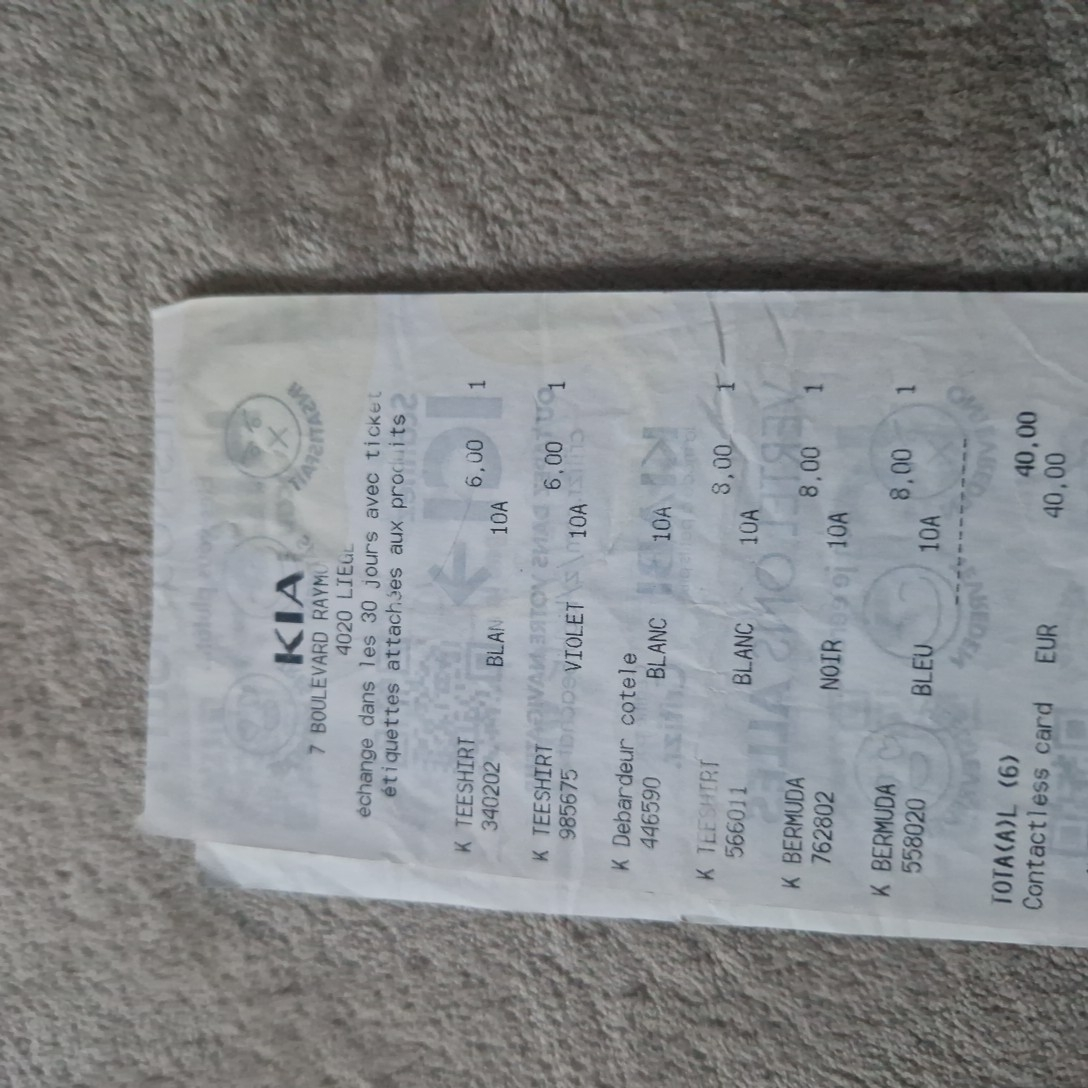 KIA
7 BOULEVARD
4020
échange dans les 30 jours avec ticket
étiquettes attachées aux produits
K TEESHIRT
340202 BLAN 10A 6,00 1
K TEESHIRT
985675 VIOLET 10A 6,00 1
K Debardeur cotele
446590 BLANC 10A
K TEESHIRT
566011 BLANC 10A 8,00 1
K BERMUDA
762802 NOIR 10A 8,00 1
K BERMUDA
558020 BLEU 10A 8,00 1
TOTA(A)L (6) 40,00
Contactless card EUR 40,00